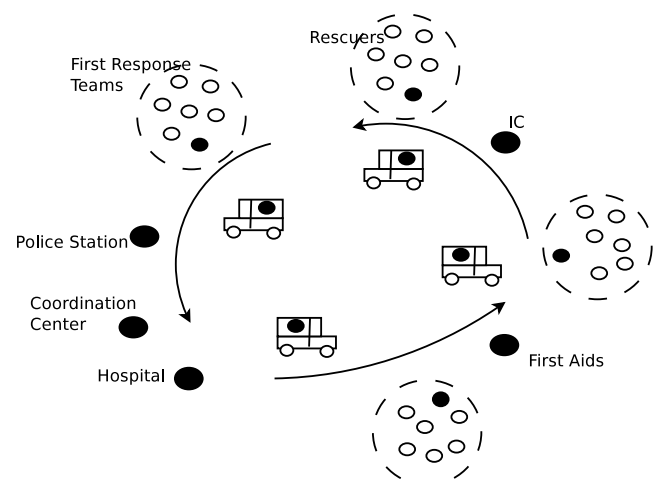 Rescuers
First Response
Teams
IC
Police Station
Coordination
Center
Hospital
First Aids